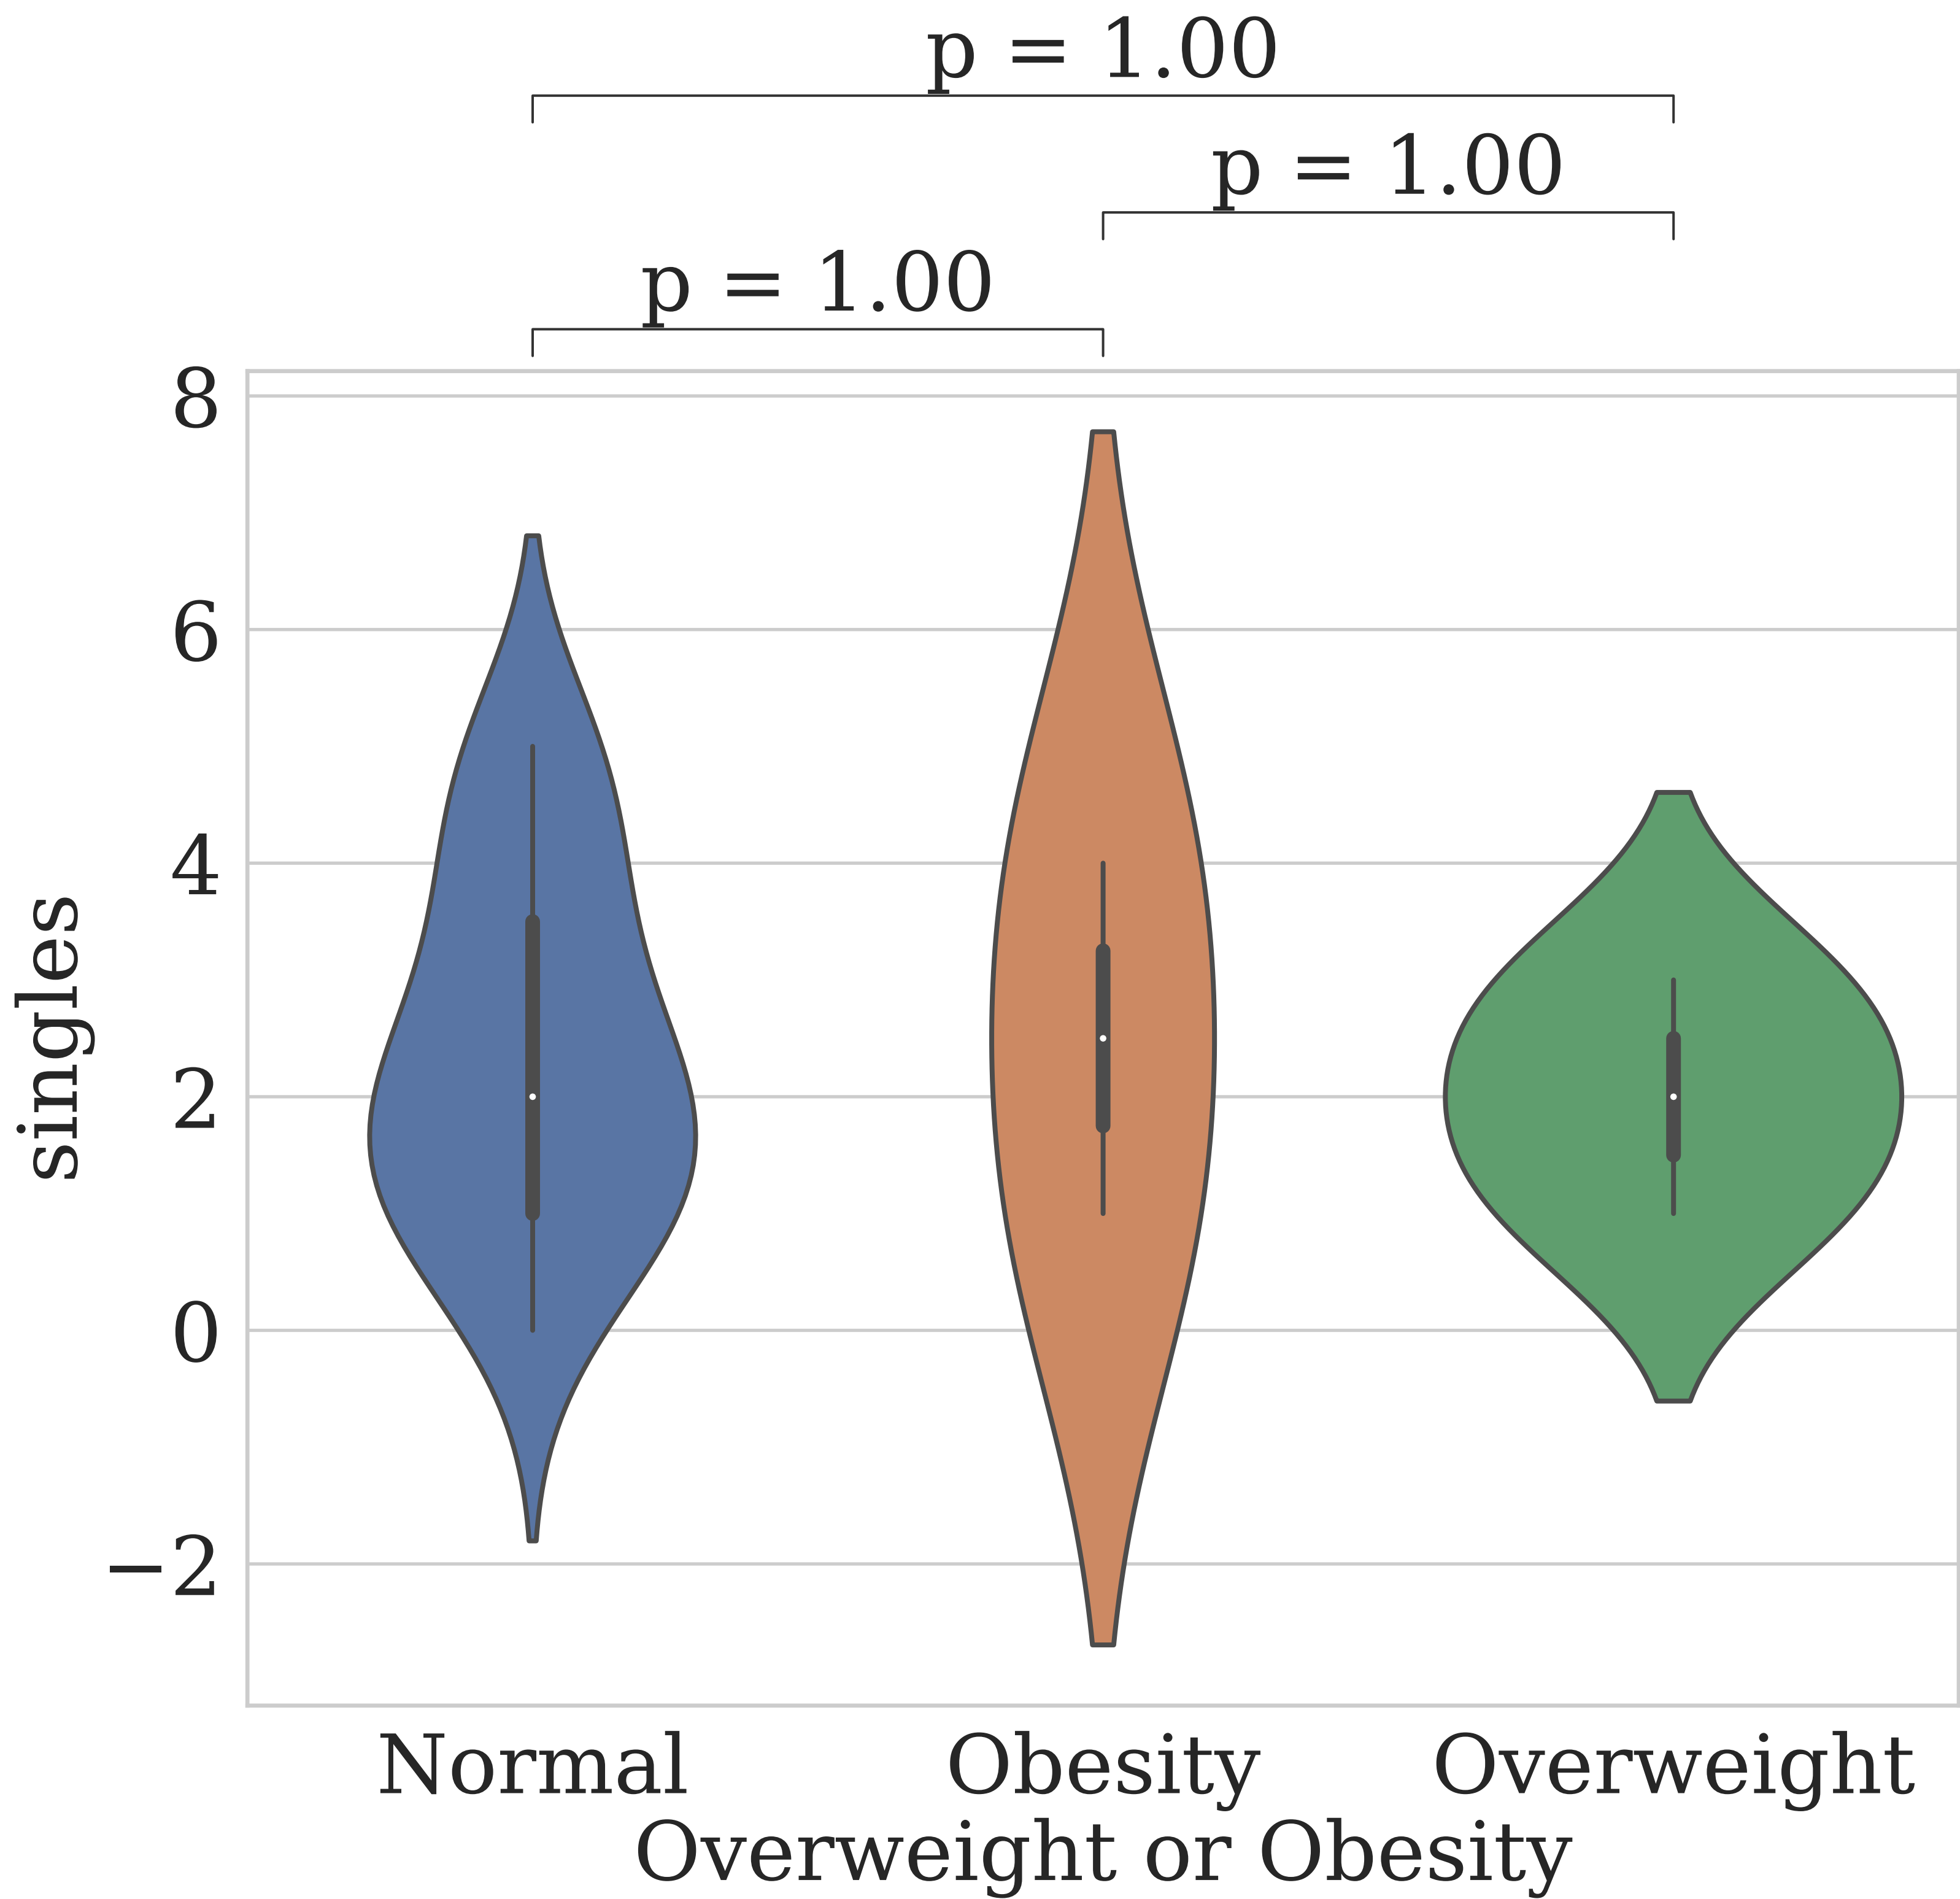 p = 1.00
p = 1.00
p = 1.00
8
6
4
2
0
−2
singles
Normal Obesity Overweight
Overweight or Obesity